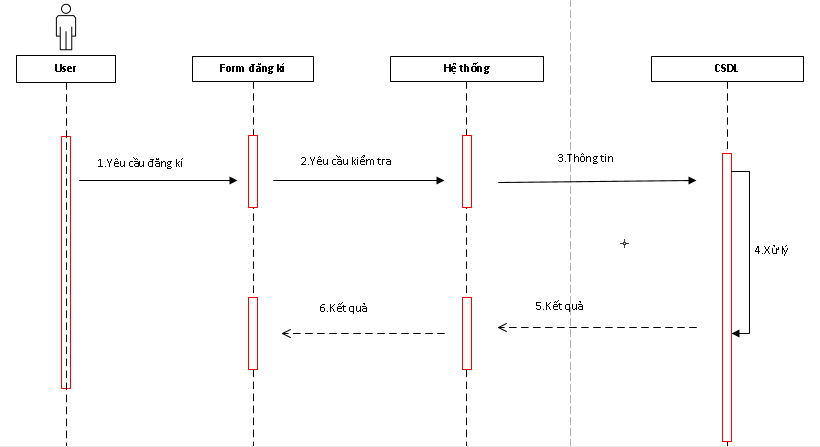 User
Form đăng kí
Hệ thống
CSDL
1.Yêu cầu đăng kí
2.Yêu cầu kiểm tra
3.Thông tin
4.Xử lý
5.Kết quả
6.Kết quả